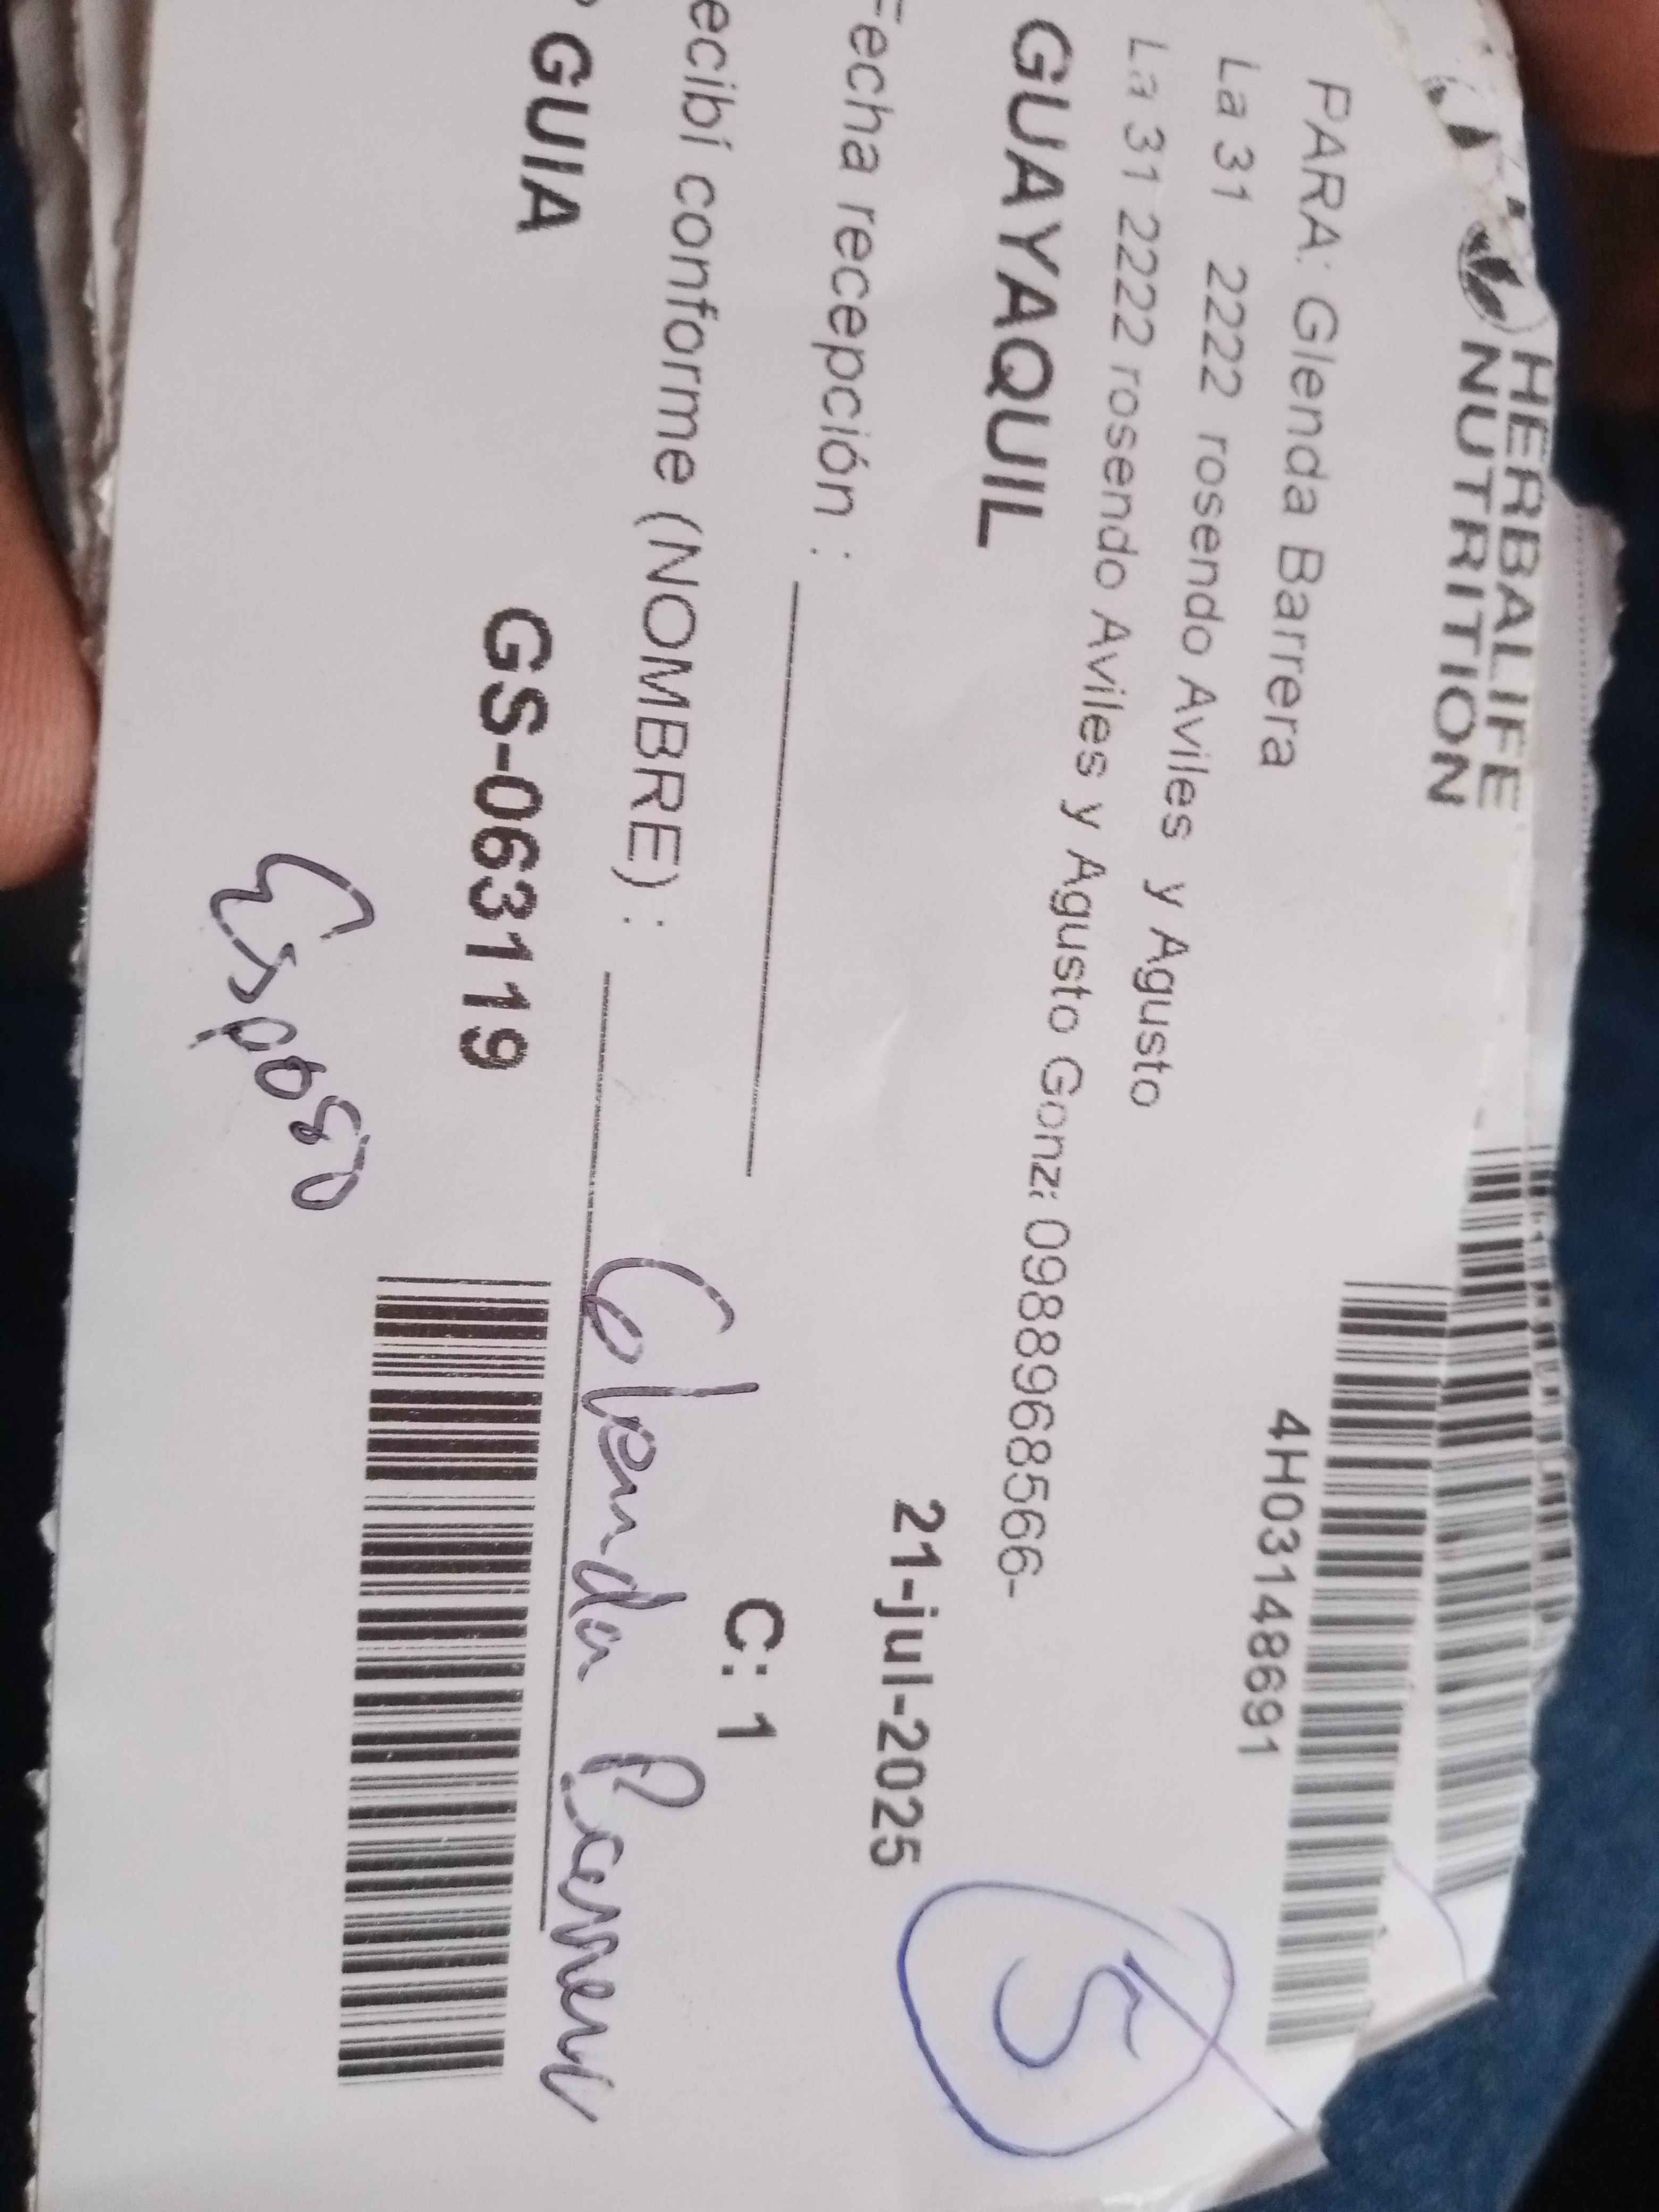 HERBALIFE
NUTRITION
4H03148691
PARA: Glenda Barrera
La 31 2222 rosendo Aviles y Agusto
La 31 2222 rosendo Aviles y Agusto Gonz: 0988968566-
GUAYAQUIL
21-jul-2025
5
Fecha recepción :
C: 1
ecibí conforme (NOMBRE) :
Glenda Barrera
GUIA
GS-063119
Esposo